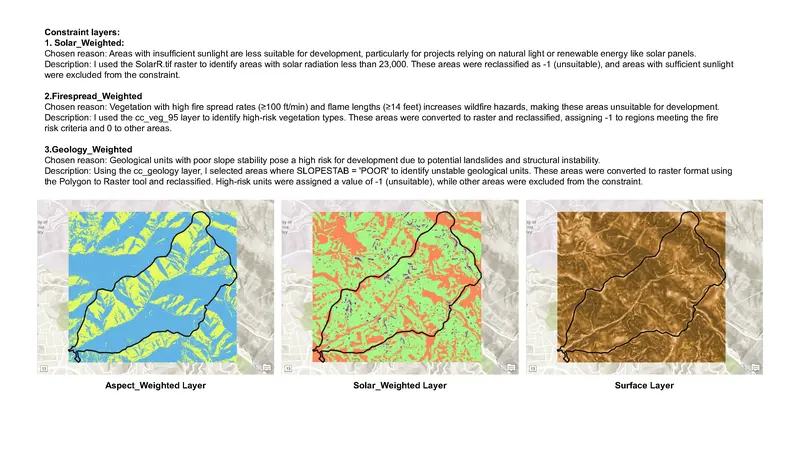 Constraint layers:
1. Solar_Weighted:
Chosen reason: Areas with insufficient sunlight are less suitable for development, particularly for projects relying on natural light or renewable energy like solar panels.
Description: I used the SolarR.tif raster to identify areas with solar radiation less than 23,000. These areas were reclassified as -1 (unsuitable), and areas with sufficient sunlight
were excluded from the constraint.
2.Firespread_Weighted
Chosen reason: Vegetation with high fire spread rates (≥100 ft/min) and flame lengths (≥14 feet) increases wildfire hazards, making these areas unsuitable for development.
Description: I used the cc_veg_95 layer to identify high-risk vegetation types. These areas were converted to raster and reclassified, assigning -1 to regions meeting the fire
risk criteria and 0 to other areas.
3.Geology_Weighted
Chosen reason: Geological units with poor slope stability pose a high risk for development due to potential landslides and structural instability.
Description: Using the cc_geology layer, I selected areas where SLOPESTAB = 'POOR' to identify unstable geological units. These areas were converted to raster format using
the Polygon to Raster tool and reclassified. High-risk units were assigned a value of -1 (unsuitable), while other areas were excluded from the constraint.
Aspect_Weighted Layer
Solar_Weighted Layer
Surface Layer